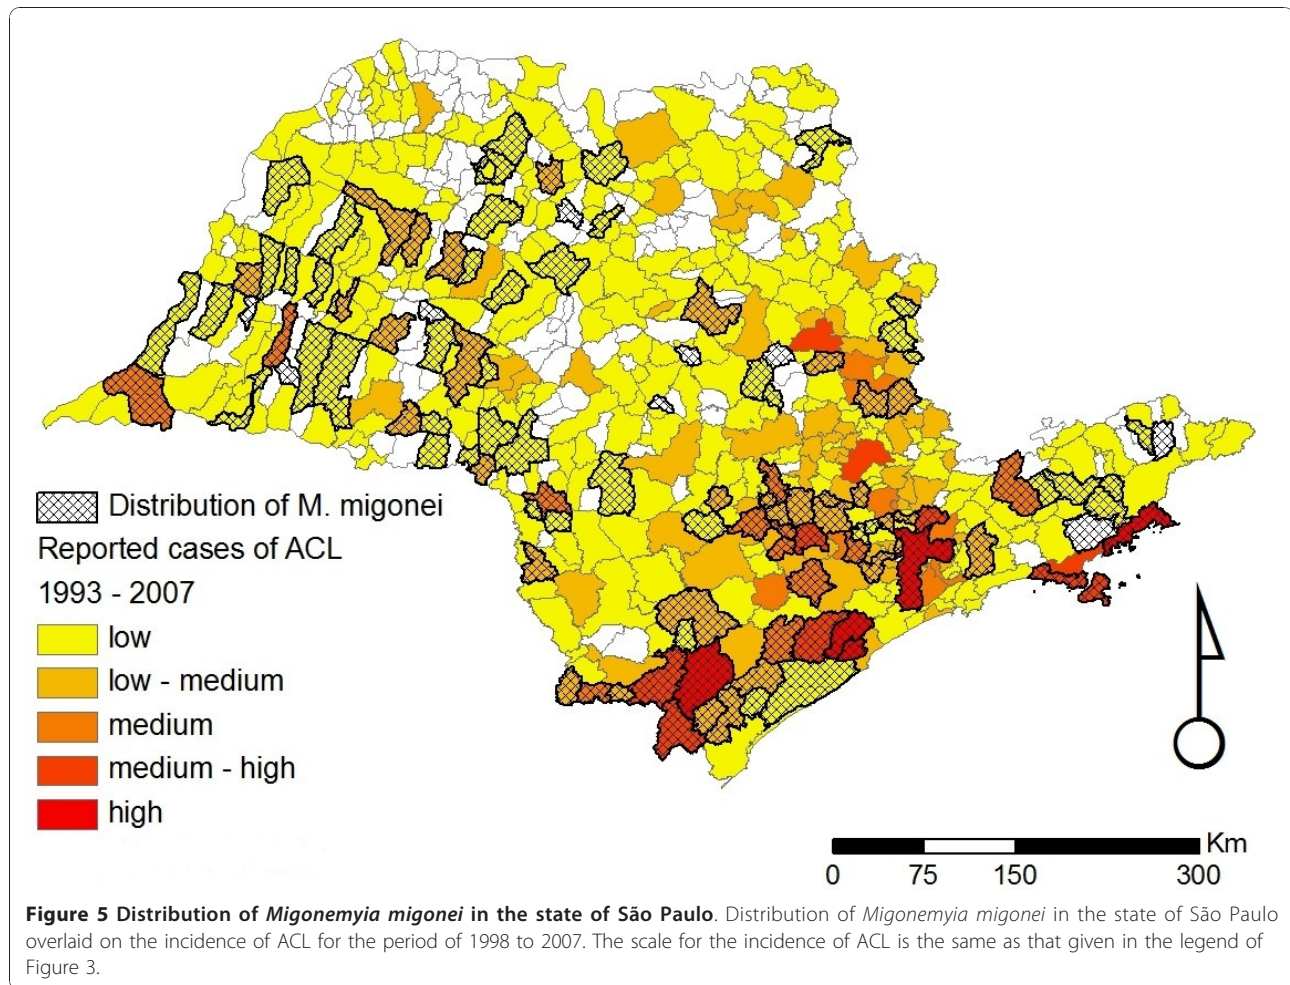 Distribution of M. migonei
Reported cases of ACL
1993 - 2007
low
low - medium
medium
medium - high
high
Km
0 75 150 300
Figure 5 Distribution of Migonemyia migonei in the state of São Paulo. Distribution of Migonemyia migonei in the state of São Paulo
overlaid on the incidence of ACL for the period of 1998 to 2007. The scale for the incidence of ACL is the same as that given in the legend of
Figure 3.